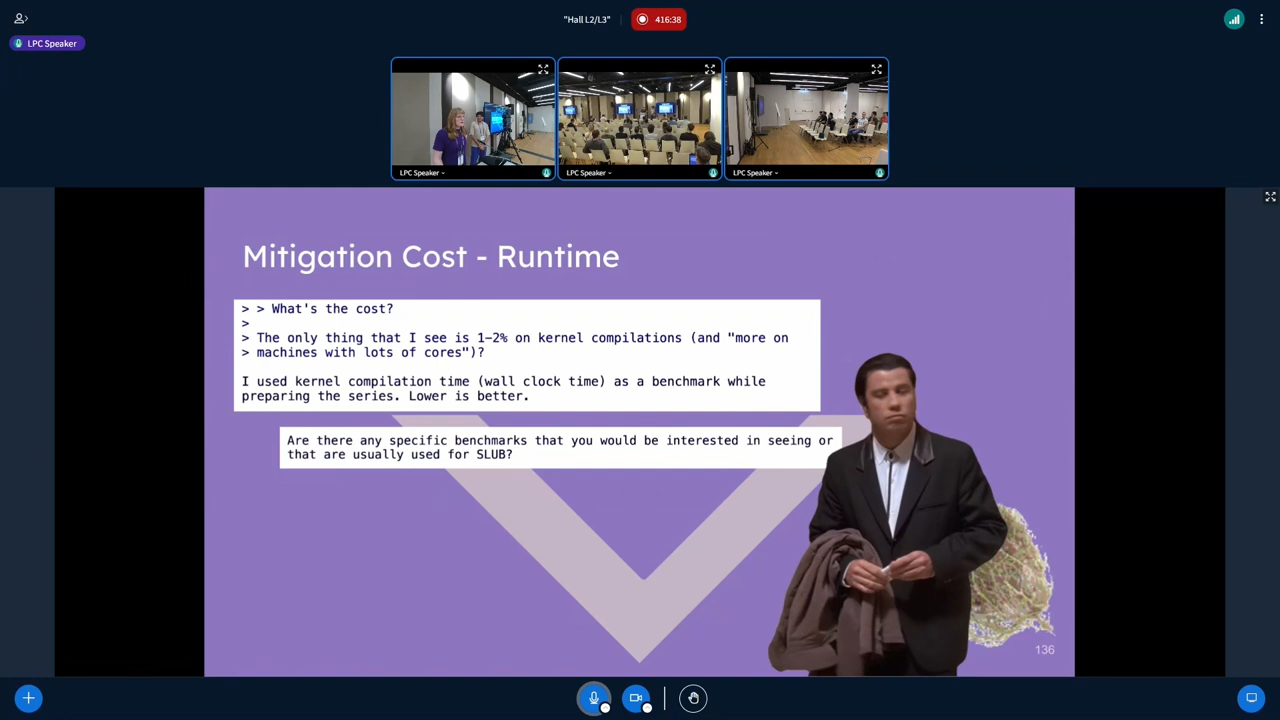 "Hall L2/L3"
416:38
LPC Speaker
LPC Speaker
LPC Speaker
LPC Speaker
Mitigation Cost - Runtime
> > What's the cost?
>
> The only thing that I see is 1-2% on kernel compilations (and "more on
> machines with lots of cores")?
I used kernel compilation time (wall clock time) as a benchmark while
preparing the series. Lower is better.
Are there any specific benchmarks that you would be interested in seeing or
that are usually used for SLUB?
136